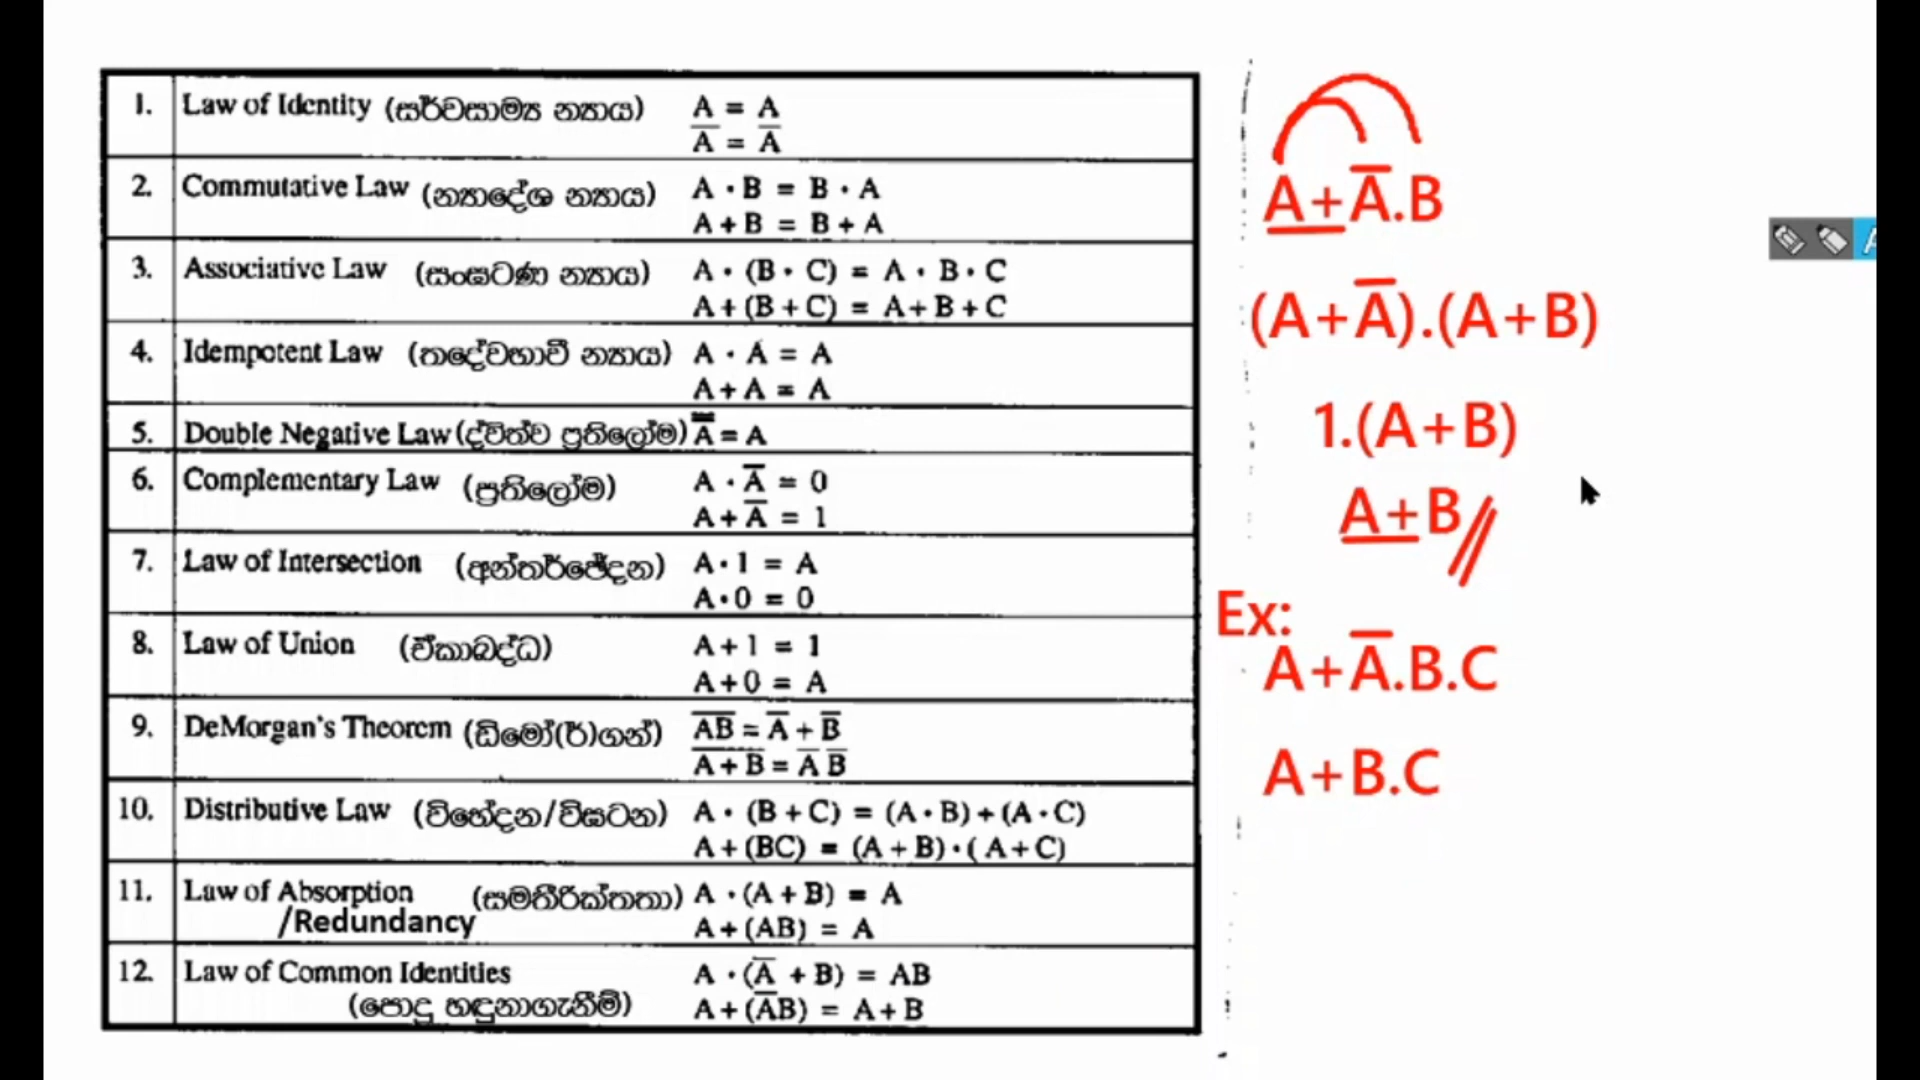 1. Law of Identity (සර්වසාම්‍ය න්‍යාය) A = A
A̅ = A̅
2. Commutative Law (න්‍යාදේශ න්‍යාය) A · B = B · A
A + B = B + A
3. Associative Law (සංඝටණ න්‍යාය) A · (B · C) = A · B · C
A + (B + C) = A + B + C
4. Idempotent Law (තදේවභාවී න්‍යාය) A · A = A
A + A = A
5. Double Negative Law (ද්විත්ව ප්‍රතිලෝම) A̿ = A
6. Complementary Law (ප්‍රතිලෝම) A · A̅ = 0
A + A̅ = 1
7. Law of Intersection (අන්තර්ඡේදන) A · 1 = A
A · 0 = 0
8. Law of Union (ඒකාබද්ධ) A + 1 = 1
A + 0 = A
9. DeMorgan's Theorem (ඩිමෝ(ර්)ගන්) A̅B̅ = A̅ + B̅
A̅ ̅+̅ ̅B̅ = A̅ B̅
10. Distributive Law (විභේදන/විඝටන) A · (B + C) = (A · B) + (A · C)
A + (BC) = (A + B) · (A + C)
11. Law of Absorption (සමතිරික්තතා) A · (A + B) = A
/Redundancy A + (AB) = A
12. Law of Common Identities A · (A̅ + B) = AB
(පොදු හඳුනාගැනීම්) A + (A̅B) = A + B
A+A̅.B
(A+A̅).(A+B)
1.(A+B)
A+B
Ex:
A+A̅.B.C
A+B.C
A